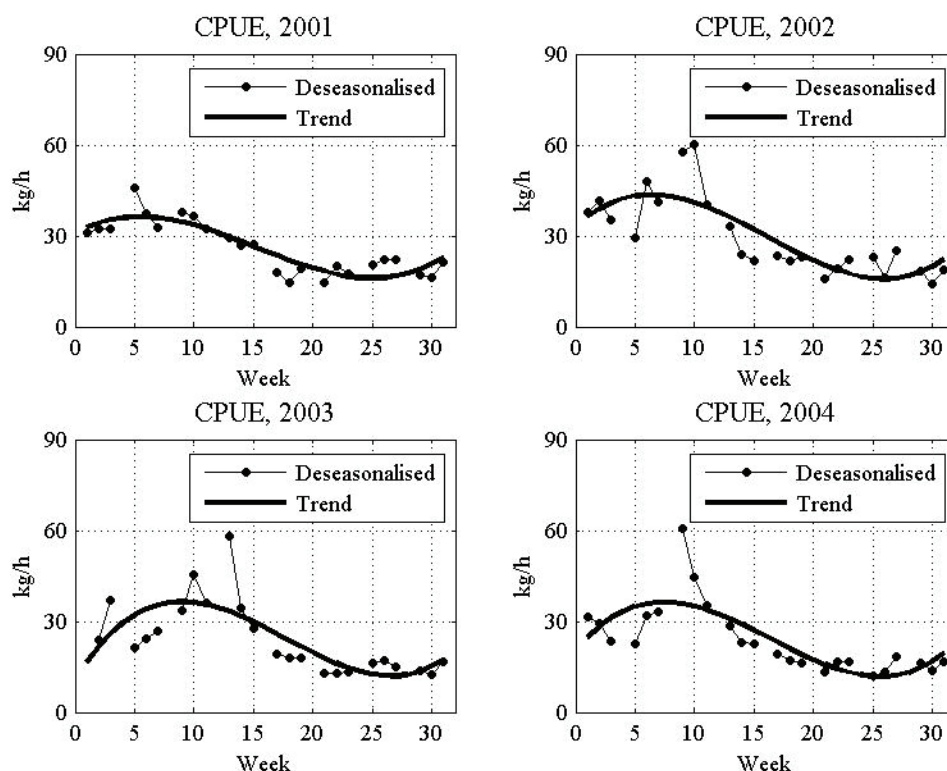 CPUE, 2001
90
60
30
0
kg/h
Deseasonalised
Trend
0 5 10 15 20 25 30
Week
CPUE, 2002
90
60
30
0
kg/h
Deseasonalised
Trend
0 5 10 15 20 25 30
Week
CPUE, 2003
90
60
30
0
kg/h
Deseasonalised
Trend
0 5 10 15 20 25 30
Week
CPUE, 2004
90
60
30
0
kg/h
Deseasonalised
Trend
0 5 10 15 20 25 30
Week